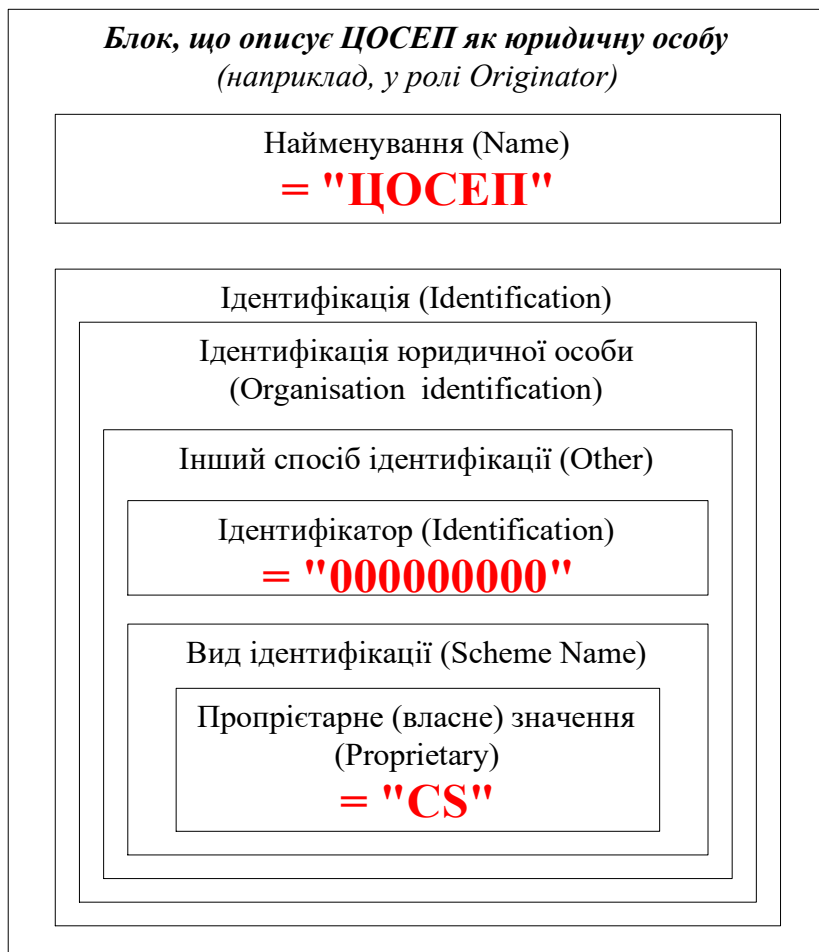 Блок, що описує ЦОСЕП як юридичну особу
(наприклад, у ролі Originator)
Найменування (Name)
= "ЦОСЕП"
Ідентифікація (Identification)
Ідентифікація юридичної особи
(Organisation identification)
Інший спосіб ідентифікації (Other)
Ідентифікатор (Identification)
= "000000000"
Вид ідентифікації (Scheme Name)
Пропрієтарне (власне) значення
(Proprietary)
= "CS"